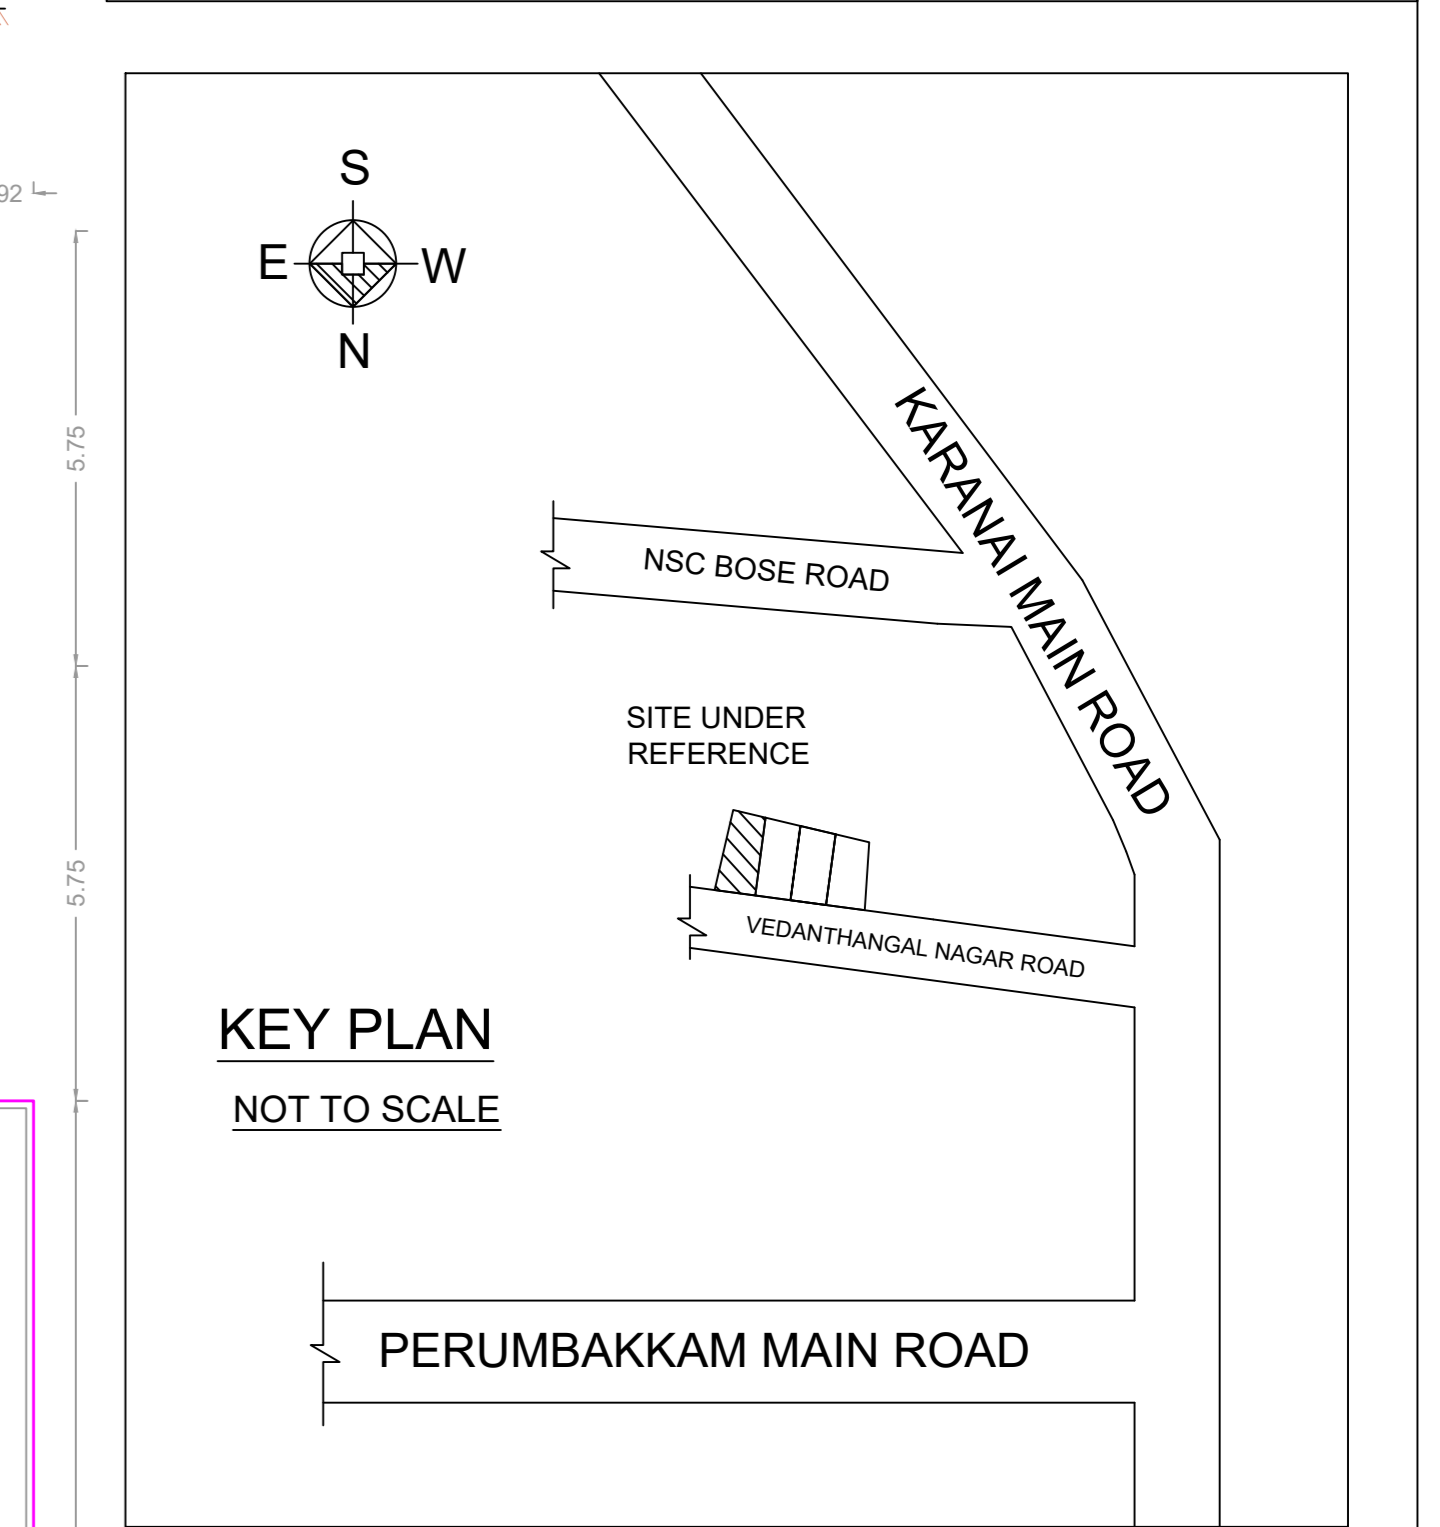 S
92
E
W
N
5.75
KARANAI MAIN ROAD
NSC BOSE ROAD
SITE UNDER
REFERENCE
5.75
VEDANTHANGAL NAGAR ROAD
KEY PLAN
NOT TO SCALE
PERUMBAKKAM MAIN ROAD